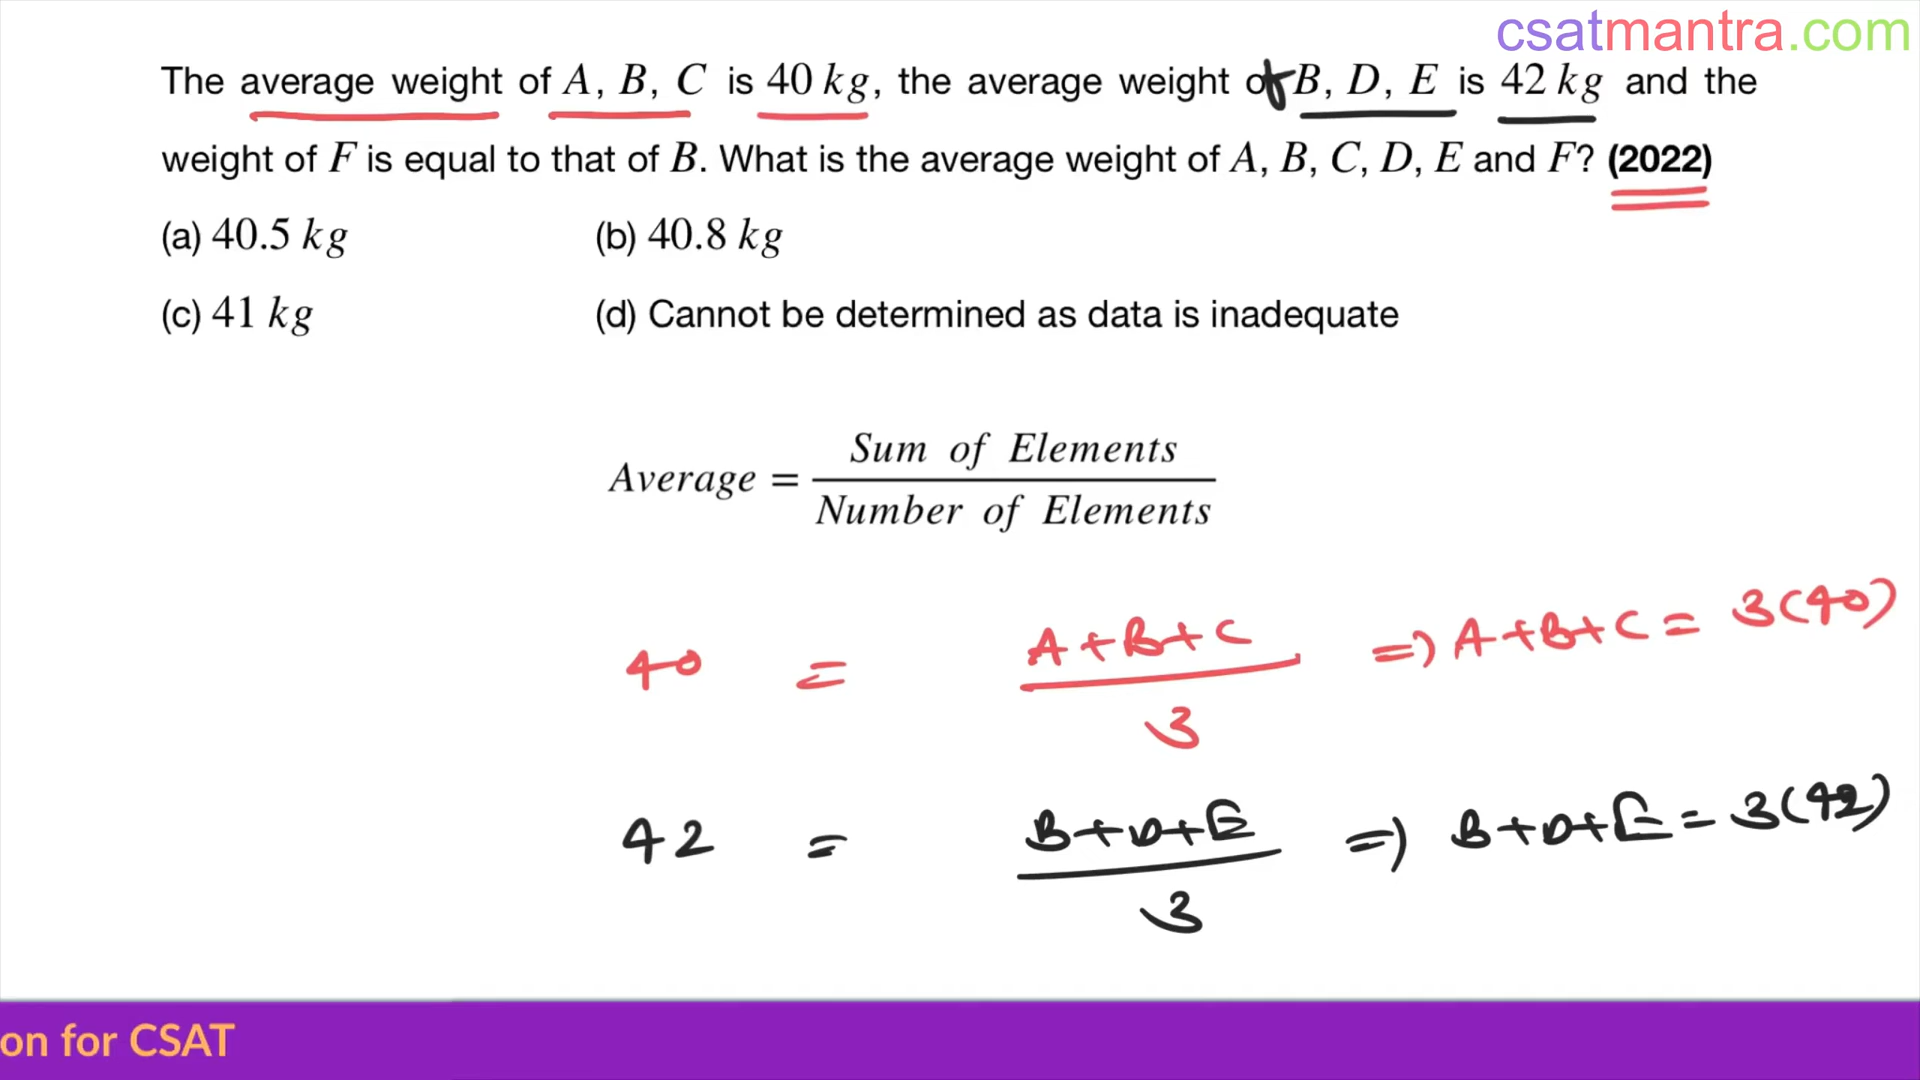 csatmantra.com
The average weight of A, B, C is 40 kg, the average weight of B, D, E is 42 kg and the
weight of F is equal to that of B. What is the average weight of A, B, C, D, E and F? (2022)
(a) 40.5 kg (b) 40.8 kg
(c) 41 kg (d) Cannot be determined as data is inadequate
Average = Sum of Elements / Number of Elements
40 = A+B+C / 3 => A+B+C = 3(40)
42 = B+D+E / 3 => B+D+E = 3(42)
on for CSAT